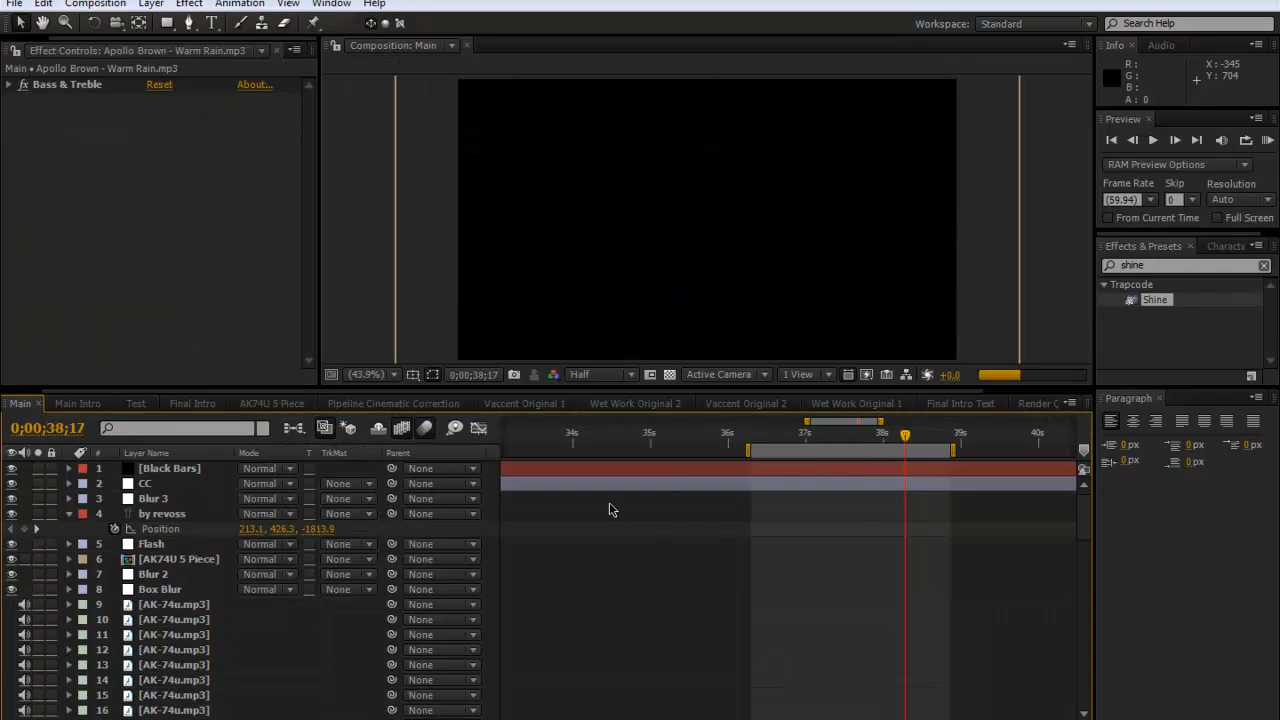 File Edit Composition Layer Effect Animation View Window Help
Workspace: Standard Search Help
Effect Controls: Apollo Brown - Warm Rain.mp3
Main • Apollo Brown - Warm Rain.mp3
fx Bass & Treble Reset About...
Composition: Main
Info Audio
R: X: -345
G: Y: 704
B:
A: 0
Preview
RAM Preview Options
Frame Rate Skip Resolution
(59.94) 0 Auto
From Current Time Full Screen
Effects & Presets
shine
Trapcode
Shine
(43.9%) 0;00;38;17 Half Active Camera 1 View +0.0
Main Main Intro Test Final Intro AK74U 5 Piece Pipeline Cinematic Correction Vaccent Original 1 Wet Work Original 2 Vaccent Original 2 Wet Work Original 1 Final Intro Text
Paragraph
0;00;38;17
34s 35s 36s 37s 38s 39s 40s
# Layer Name Mode T TrkMat Parent
1 [Black Bars] Normal None
2 CC Normal None None
3 Blur 3 Normal None None
4 by revoss Normal None None
Position 213.1, 426.3, -1813.9
5 Flash Normal None None
6 [AK74U 5 Piece] Normal None None
7 Blur 2 Normal None None
8 Box Blur Normal None None
9 [AK-74u.mp3] None
10 [AK-74u.mp3] None
11 [AK-74u.mp3] None
12 [AK-74u.mp3] None
13 [AK-74u.mp3] None
14 [AK-74u.mp3] None
15 [AK-74u.mp3] None
16 [AK-74u.mp3] None
0 px 0 px 0 px
0 px 0 px